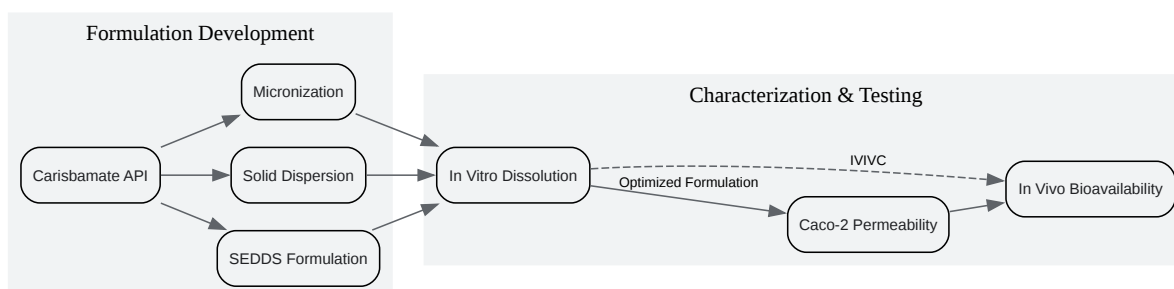 Formulation Development
Micronization
Carisbamate API
Solid Dispersion
SEDDS Formulation
Characterization & Testing
In Vitro Dissolution
IVIVC
Optimized Formulation
Caco-2 Permeability
In Vivo Bioavailability